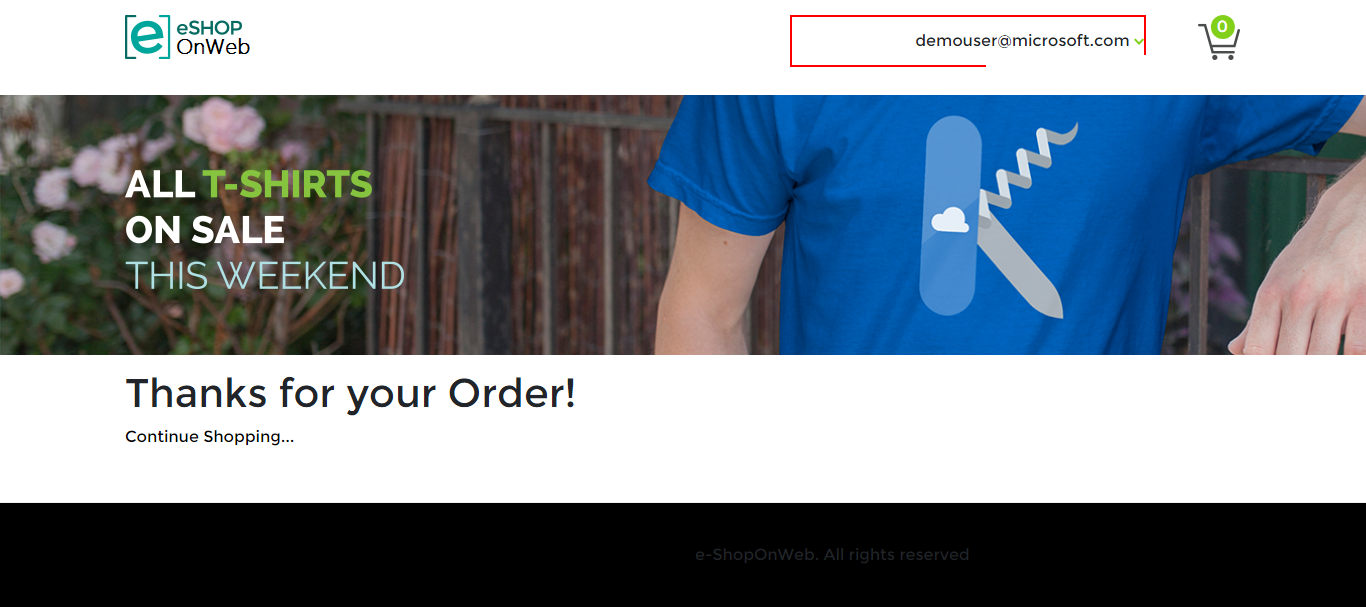 eSHOP
OnWeb
demouser@microsoft.com
0
ALL T-SHIRTS
ON SALE
THIS WEEKEND
Thanks for your Order!
Continue Shopping...
e-ShopOnWeb. All rights reserved